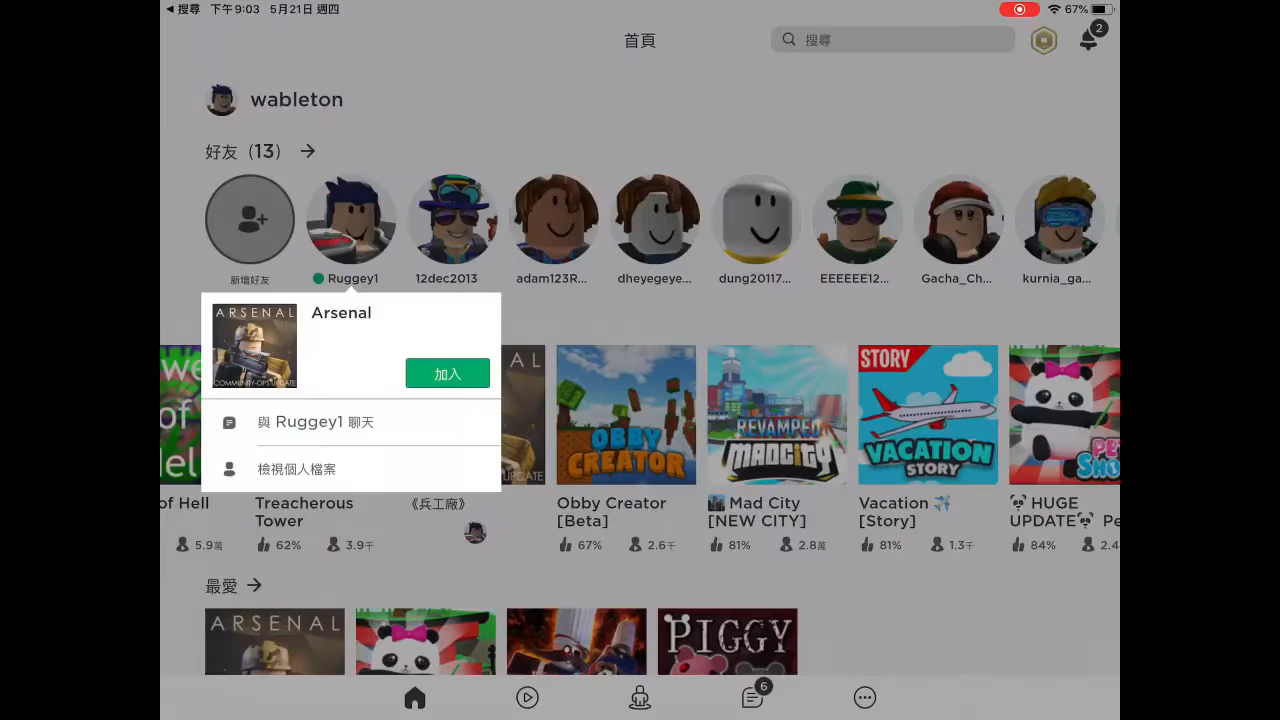 搜尋 下午9:03 5月21日 週四
67%
首頁
搜尋
2
wableton
好友 (13)
新增好友
Ruggey1
12dec2013
adam123R...
dheyegeye...
dung20117...
EEEEEE12...
Gacha_Ch...
kurnia_ga...
ARSENAL
COMMUNITY-OPS UPDATE
Arsenal
加入
與 Ruggey1 聊天
檢視個人檔案
OBBY CREATOR
REVAMPED MADCITY
STORY
VACATION STORY
of Hell
5.9萬
Treacherous Tower
62% 3.9千
《兵工廠》
Obby Creator [Beta]
67% 2.6千
Mad City [NEW CITY]
81% 2.8萬
Vacation [Story]
81% 1.3千
HUGE UPDATE Pe
84% 2.4
最愛
ARSENAL
PIGGY
6